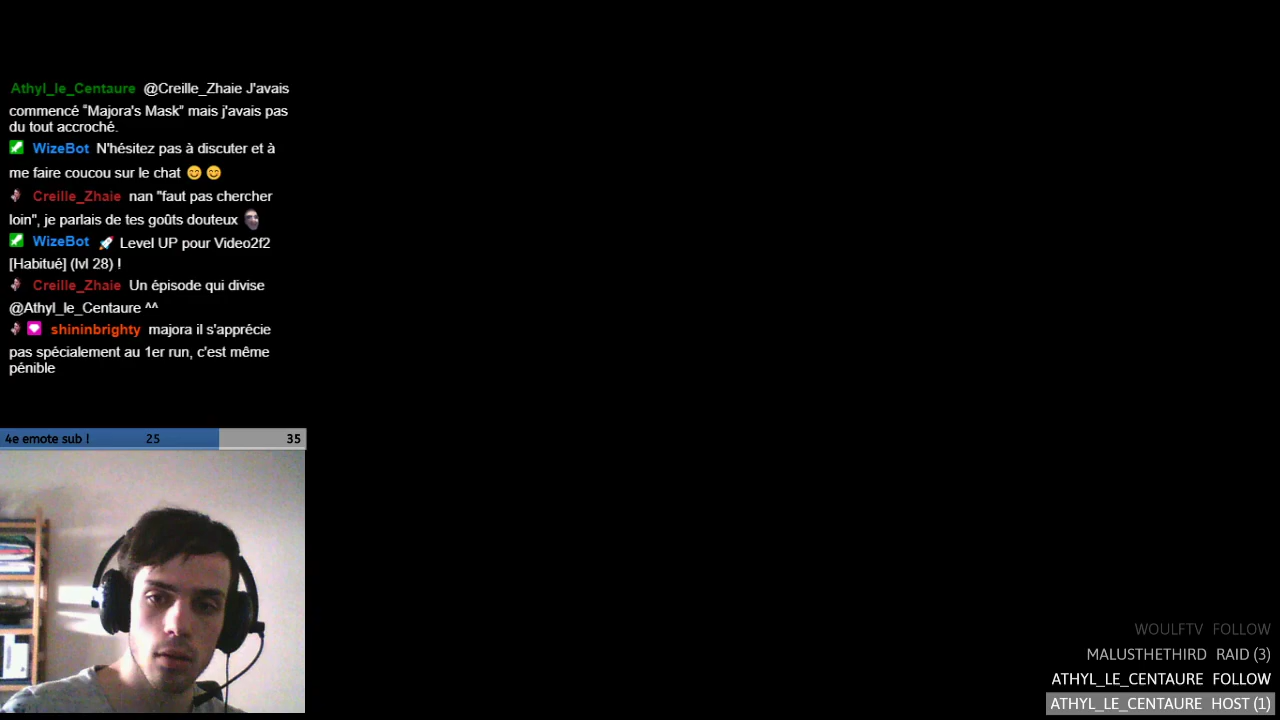 Athyl_le_Centaure @Creille_Zhaie J'avais
commencé "Majora's Mask" mais j'avais pas
du tout accroché.
WizeBot N'hésitez pas à discuter et à
me faire coucou sur le chat 😊 😊
Creille_Zhaie nan "faut pas chercher
loin", je parlais de tes goûts douteux
WizeBot 🚀 Level UP pour Video2f2
[Habitué] (lvl 28) !
Creille_Zhaie Un épisode qui divise
@Athyl_le_Centaure ^^
shininbrighty majora il s'apprécie
pas spécialement au 1er run, c'est même
pénible
4e emote sub ! 25 35
WOULFTV FOLLOW
MALUSTHETHIRD RAID (3)
ATHYL_LE_CENTAURE FOLLOW
ATHYL_LE_CENTAURE HOST (1)